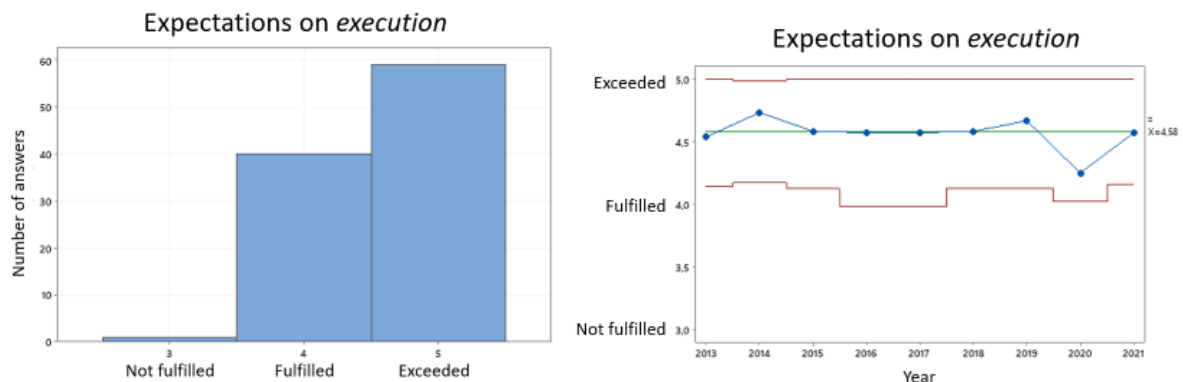 Expectations on execution
Number of answers
60
50
40
30
20
10
0
3
4
5
Not fulfilled
Fulfilled
Exceeded
Expectations on execution
Exceeded
Fulfilled
Not fulfilled
5,0
4,5
4,0
3,5
3,0
X=4,58
2013
2014
2015
2016
2017
2018
2019
2020
2021
Year